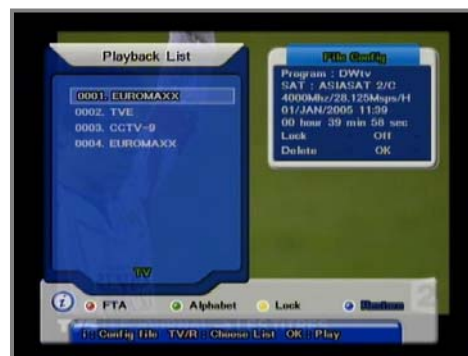 Playback List
0001. EUROMAXX
0002. TVE
0003. CCTV-9
0004. EUROMAXX
TV
File Config
Program : DWtv
SAT : ASIASAT 2/C
4000Mhz/28.125Msps/H
01/JAN/2005 11:39
00 hour 39 min 58 sec
Lock Off
Delete OK
i FTA Alphabet Lock
2
i : Config file TV/R : Choose List OK : Play